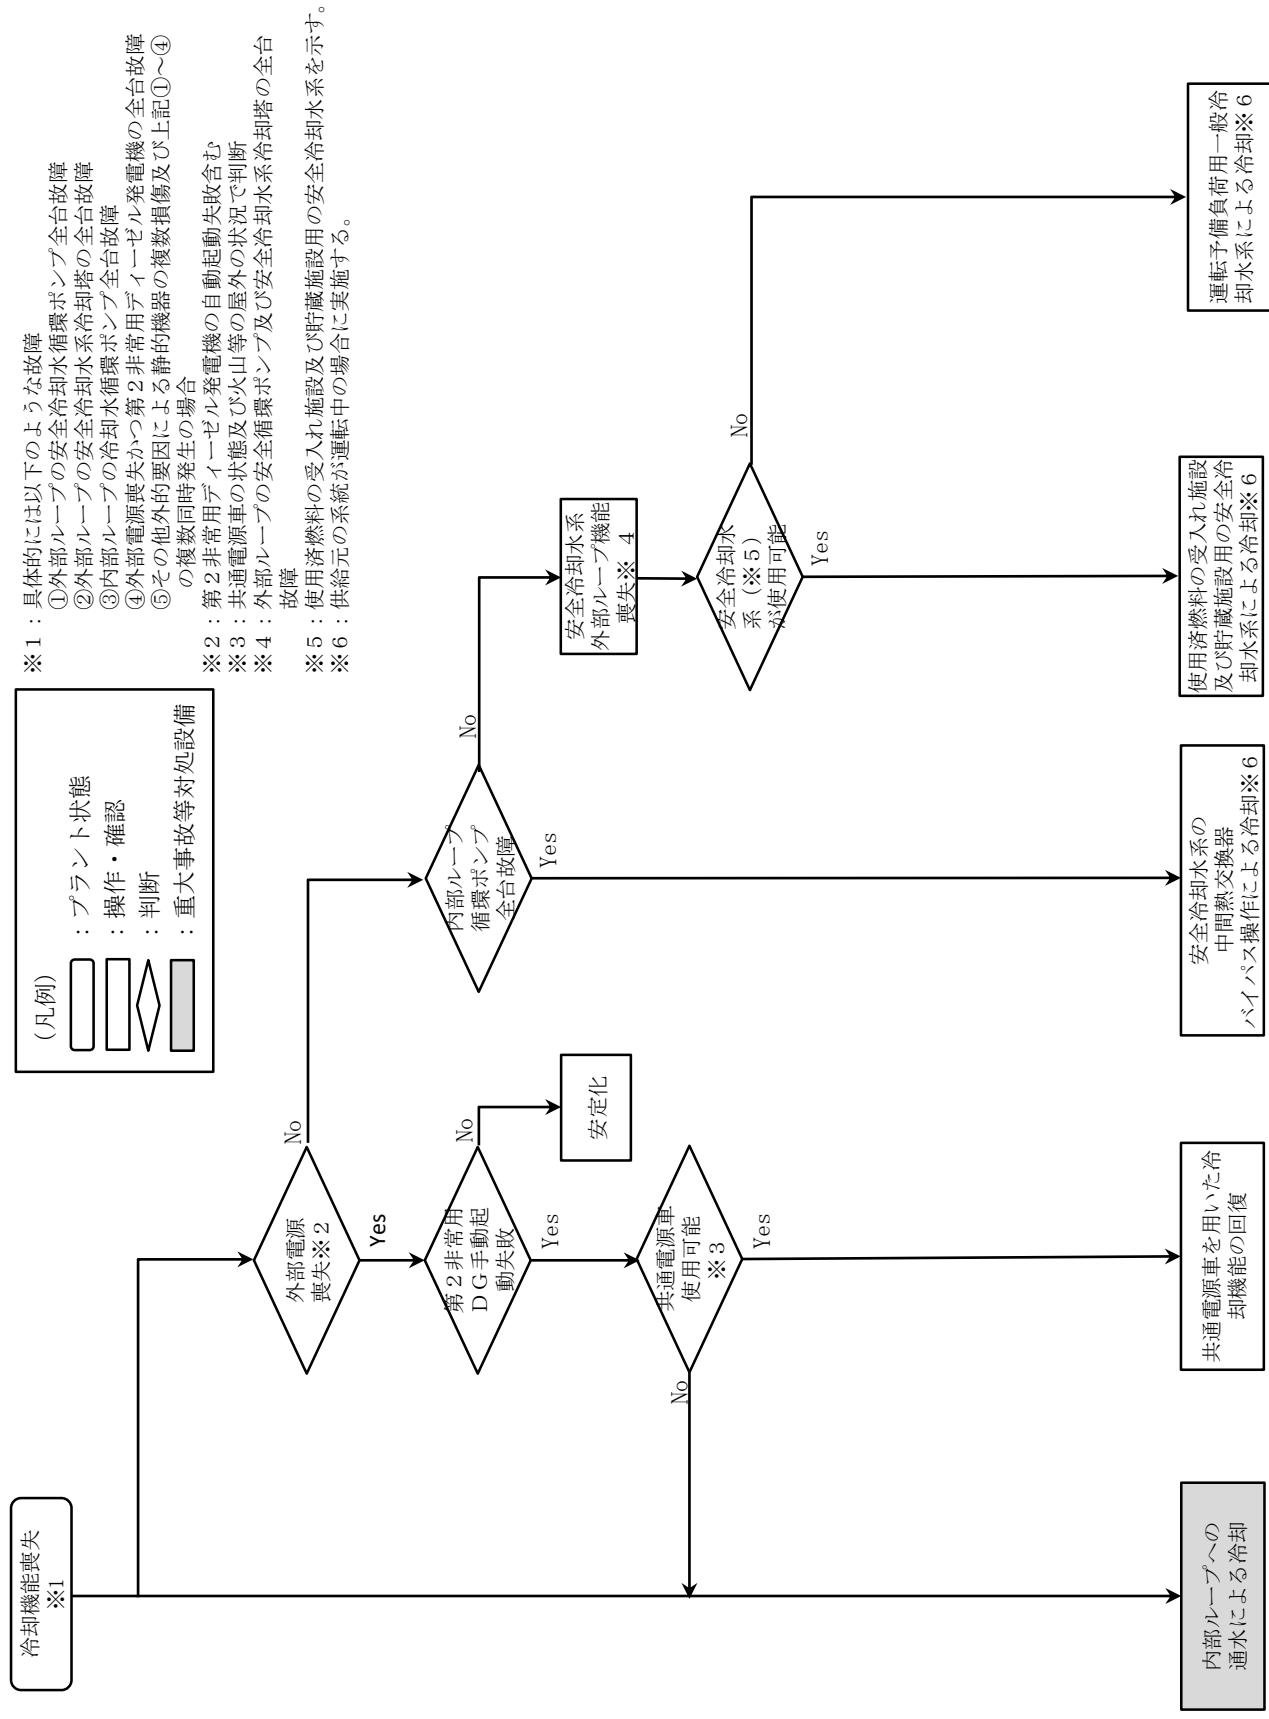 冷却機能喪失
※1
(凡例)
：プラント状態
：操作・確認
：判断
：重大事故等対処設備
※１：具体的には以下のような故障
①外部ループの安全冷却水循環ポンプ全台故障
②外部ループの安全冷却水系冷却塔の全台故障
③内部ループの冷却水循環ポンプ全台故障
④外部電源喪失かつ第２非常用ディーゼル発電機の全台故障
⑤その他外的要因による静的機器の複数損傷及び上記①～④
の複数同時発生の場合
※２：第２非常用ディーゼル発電機の自動起動失敗含む
※３：共通電源車の状態及び火山等の屋外の状況で判断
※４：外部ループの安全循環ポンプ及び安全冷却水系冷却塔の全台
故障
※５：使用済燃料の受入れ施設及び貯蔵施設用の安全冷却水系を示す。
※６：供給元の系統が運転中の場合に実施する。
外部電源
喪失※２
No
Yes
第２非常用
ＤＧ手動起
動失敗
No
Yes
安定化
共通電源車
使用可能
※３
No
Yes
内部ループ
循環ポンプ
全台故障
No
Yes
安全冷却水系
外部ループ機能
喪失※４
安全冷却水
系（※５）
が使用可能
No
Yes
内部ループへの
通水による冷却
共通電源車を用いた冷
却機能の回復
安全冷却水系の
中間熱交換器
バイパス操作による冷却※６
使用済燃料の受入れ施設
及び貯蔵施設用の安全冷
却水系による冷却※６
運転予備負荷用一般冷
却水系による冷却※６